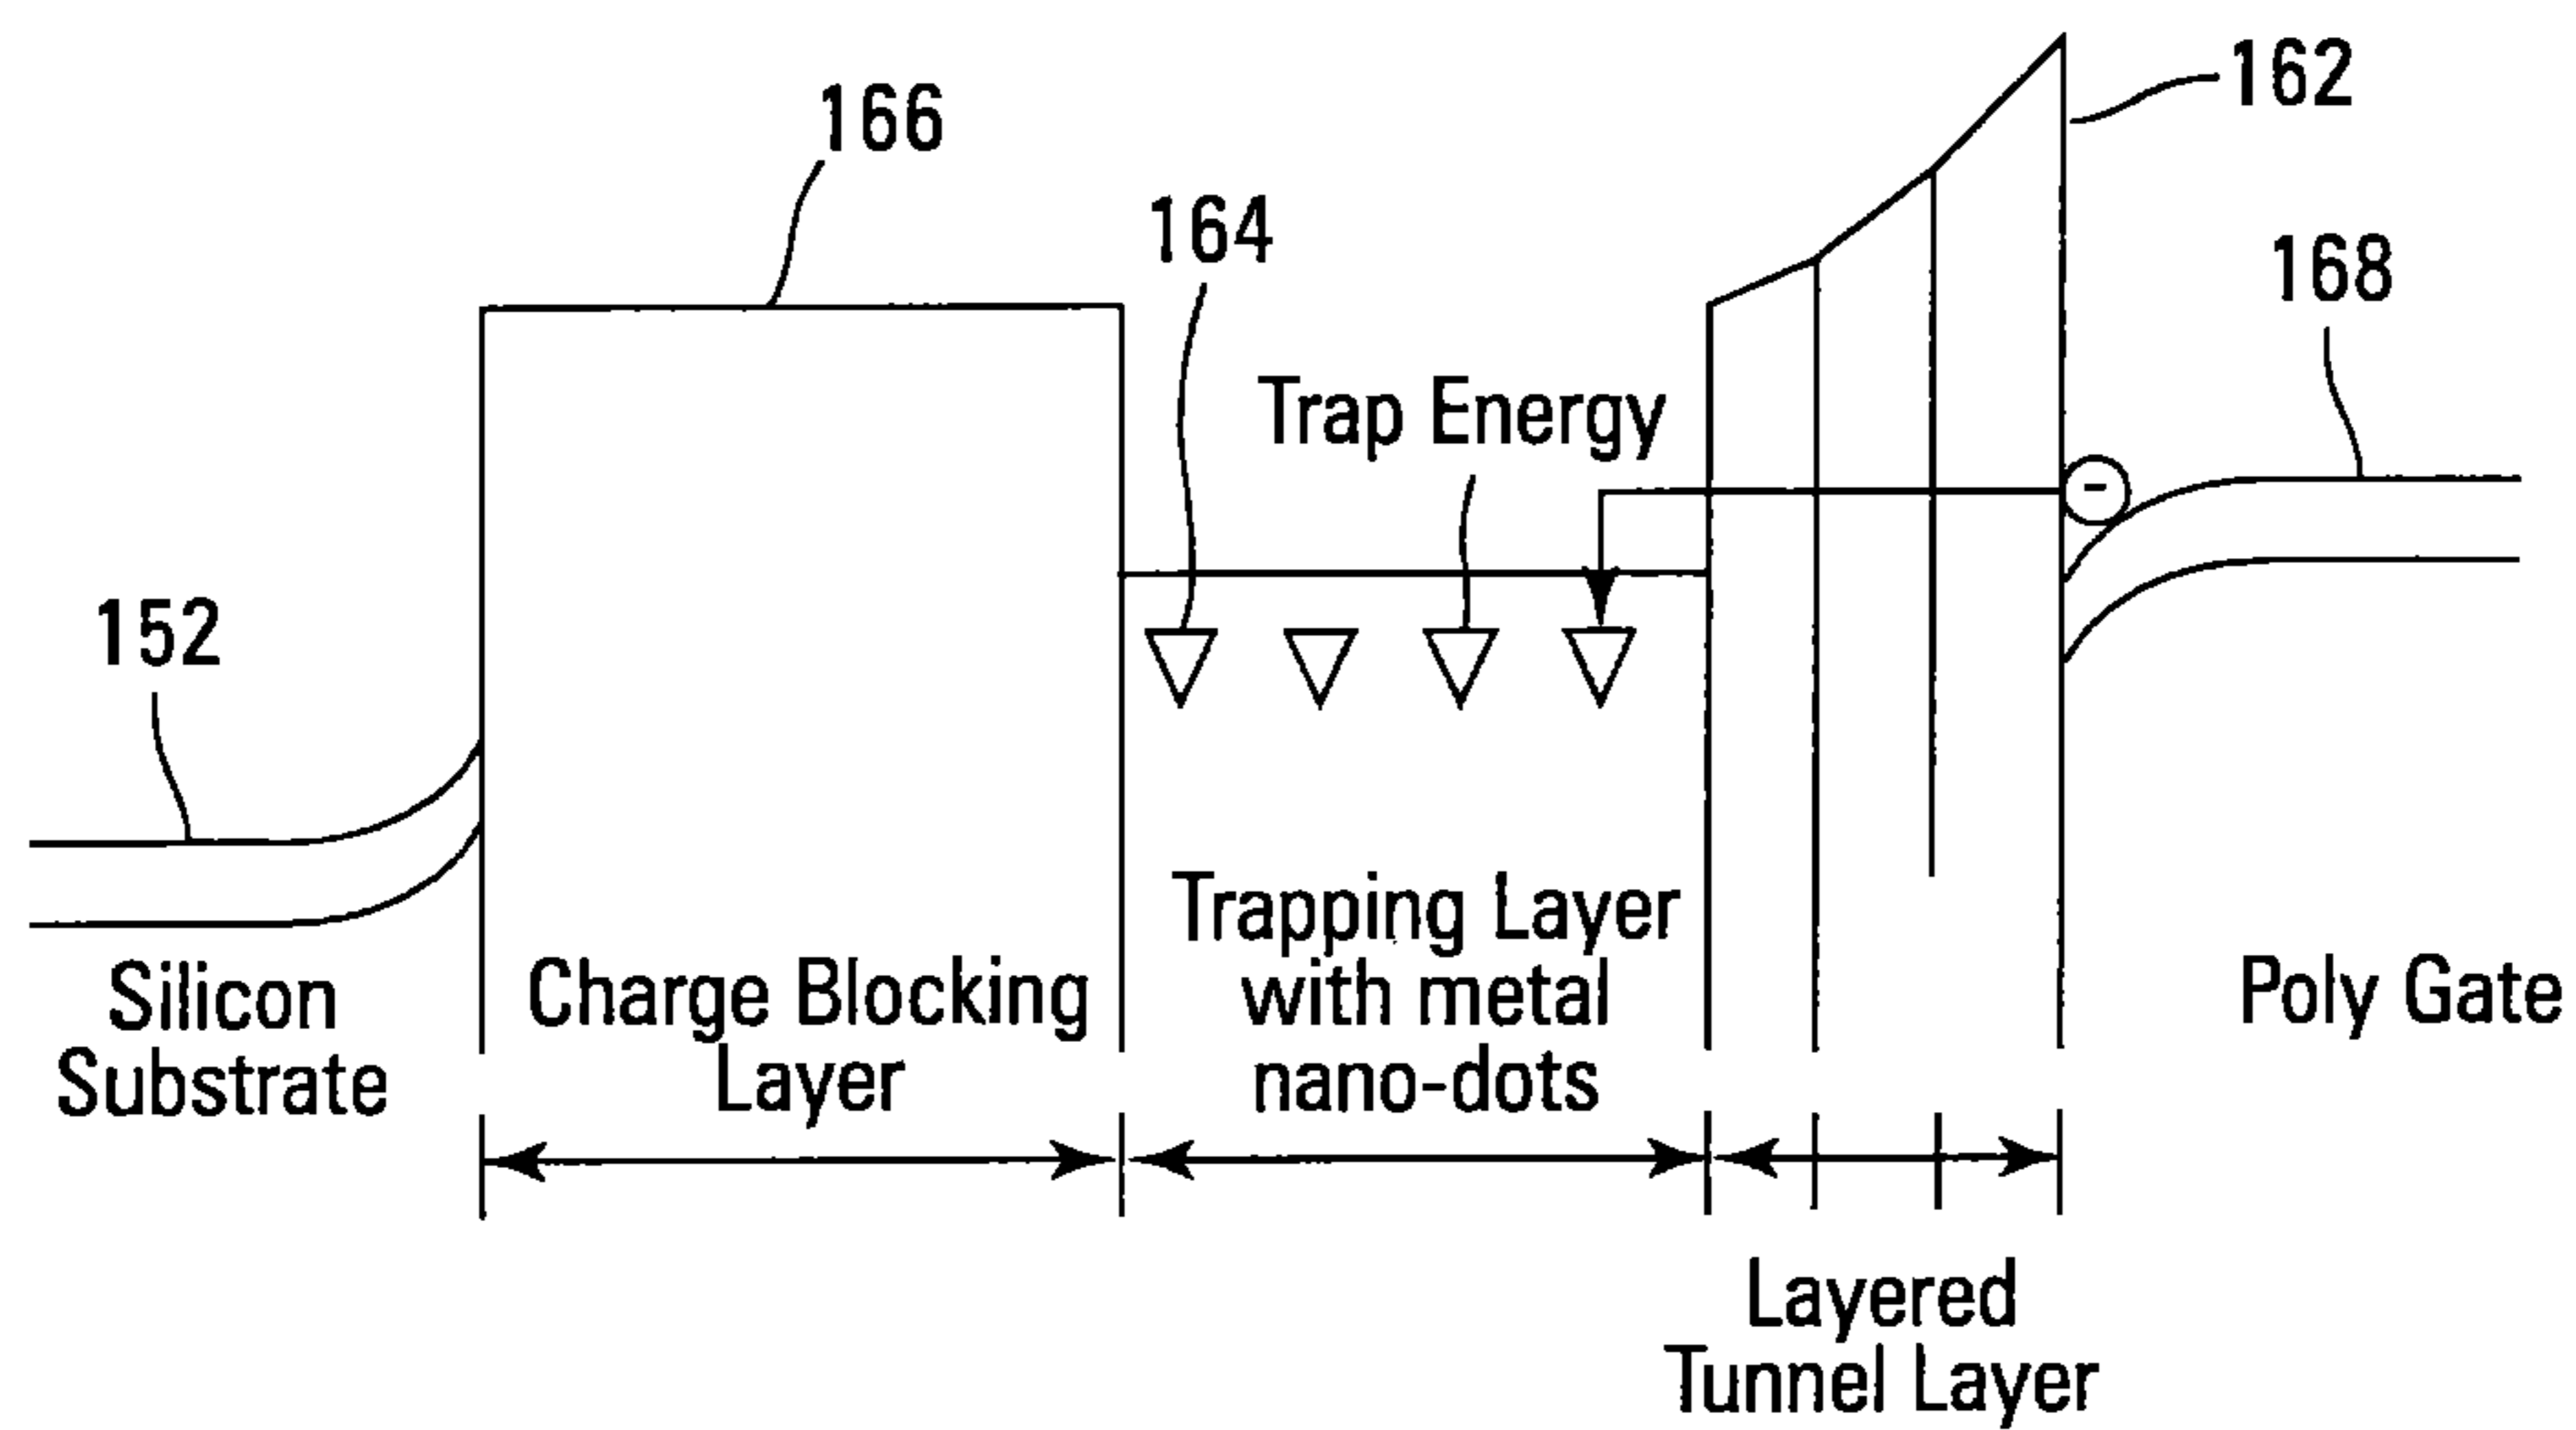 162
166
164
168
Trap Energy
-
152
Silicon
Substrate
Charge Blocking
Layer
Trapping Layer
with metal
nano-dots
Poly Gate
Layered
Tunnel Layer